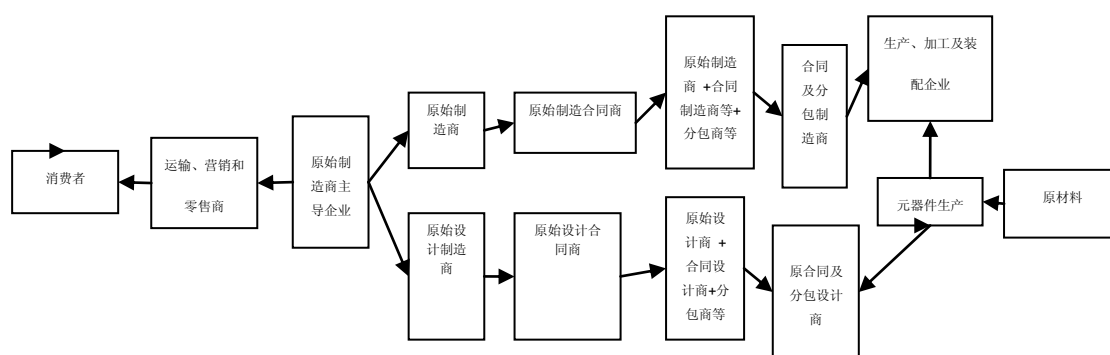 消费者
运输、营销和
零售商
原始制
造商主
导企业
原始制
造商
原始制造合同商
原始制造
商 +合同
制造商等+
分包商等
合同
及分
包制
造商
生产、加工及装
配企业
原始设
计制造
商
原始设计合
同商
原始设
计商 +
合同设
计商+分
包商等
原合同及
分包设计
商
元器件生产
原材料